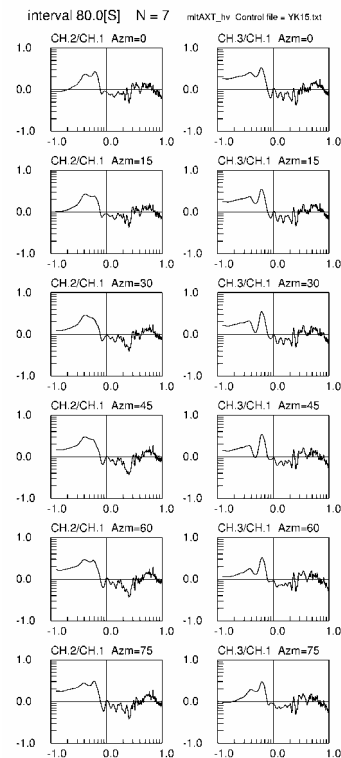 interval 80.0[S] N = 7 mitAXT_hv Control file = YK15.txt
CH.2/CH.1 Azm=0 CH.3/CH.1 Azm=0
1.0 1.0
0.0 0.0
-1.0 -1.0
-1.0 0.0 1.0 -1.0 0.0 1.0
CH.2/CH.1 Azm=15 CH.3/CH.1 Azm=15
1.0 1.0
0.0 0.0
-1.0 -1.0
-1.0 0.0 1.0 -1.0 0.0 1.0
CH.2/CH.1 Azm=30 CH.3/CH.1 Azm=30
1.0 1.0
0.0 0.0
-1.0 -1.0
-1.0 0.0 1.0 -1.0 0.0 1.0
CH.2/CH.1 Azm=45 CH.3/CH.1 Azm=45
1.0 1.0
0.0 0.0
-1.0 -1.0
-1.0 0.0 1.0 -1.0 0.0 1.0
CH.2/CH.1 Azm=60 CH.3/CH.1 Azm=60
1.0 1.0
0.0 0.0
-1.0 -1.0
-1.0 0.0 1.0 -1.0 0.0 1.0
CH.2/CH.1 Azm=75 CH.3/CH.1 Azm=75
1.0 1.0
0.0 0.0
-1.0 -1.0
-1.0 0.0 1.0 -1.0 0.0 1.0